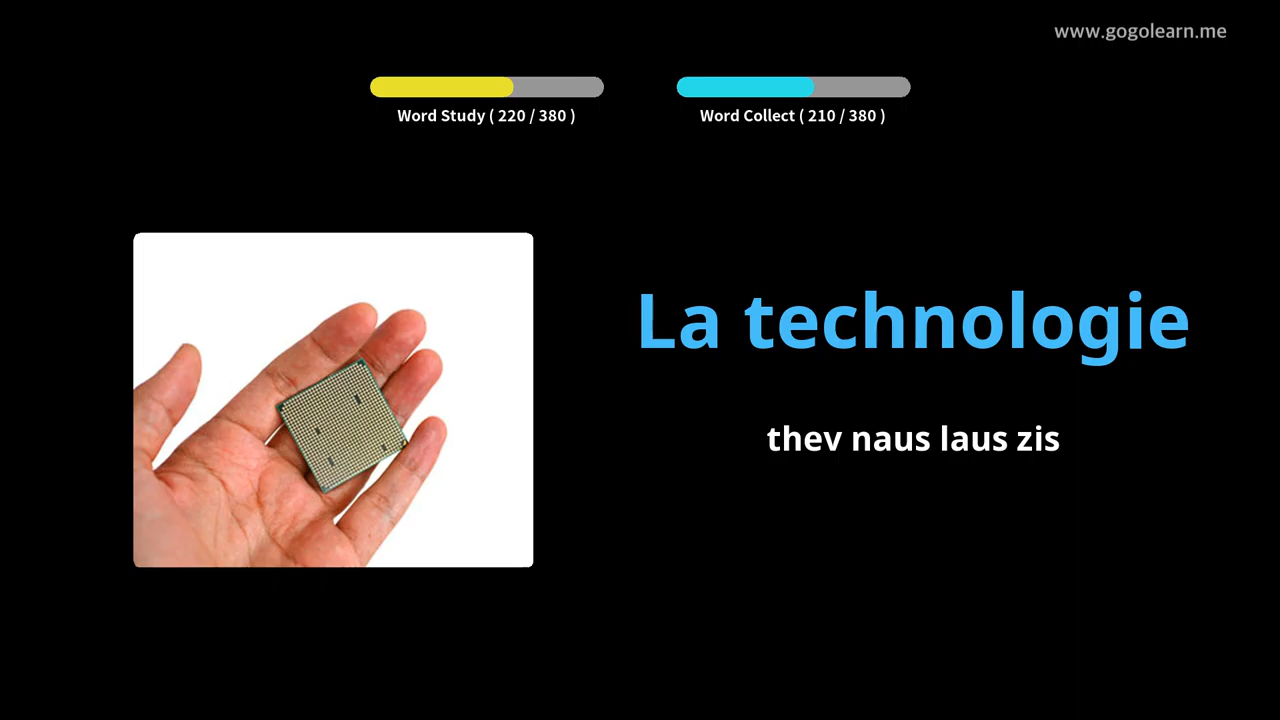 www.gogolearn.me
Word Study ( 220 / 380 )
Word Collect ( 210 / 380 )
La technologie
thev naus laus zis